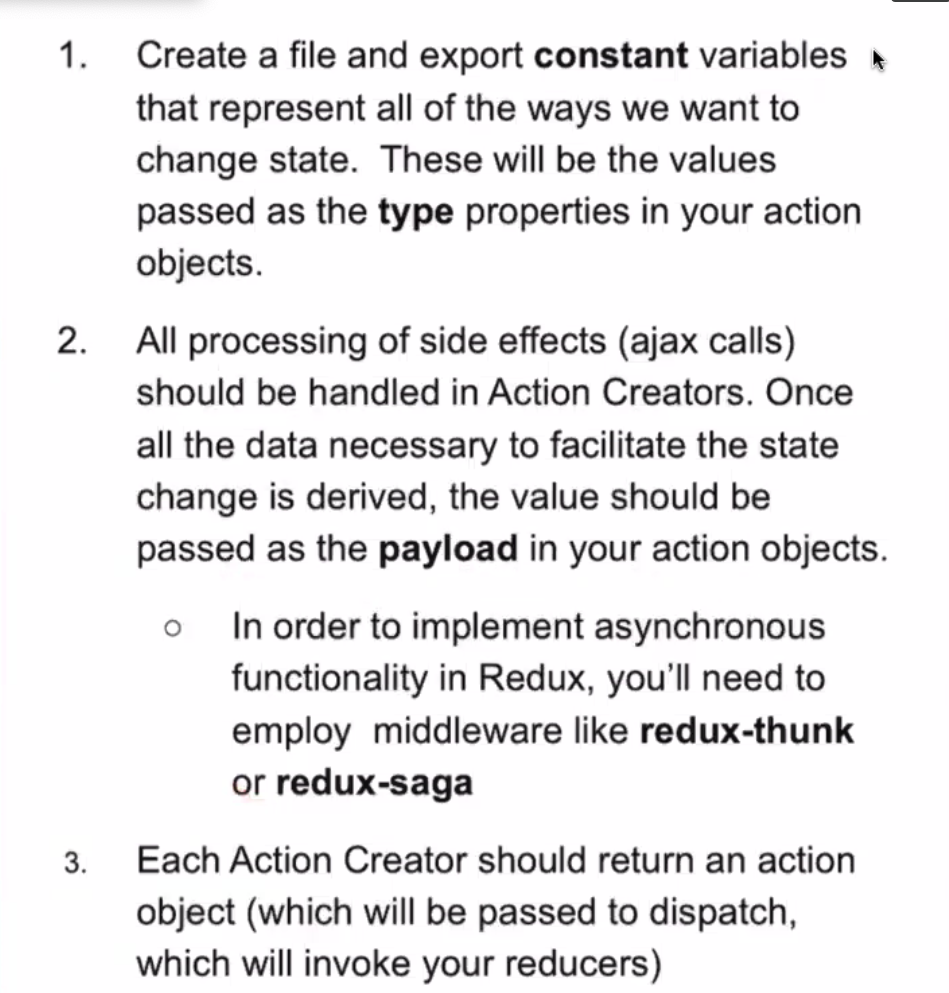 1. Create a file and export constant variables
that represent all of the ways we want to
change state.  These will be the values
passed as the type properties in your action
objects.
2. All processing of side effects (ajax calls)
should be handled in Action Creators. Once
all the data necessary to facilitate the state
change is derived, the value should be
passed as the payload in your action objects.
○ In order to implement asynchronous
functionality in Redux, you'll need to
employ  middleware like redux-thunk
or redux-saga
3. Each Action Creator should return an action
object (which will be passed to dispatch,
which will invoke your reducers)